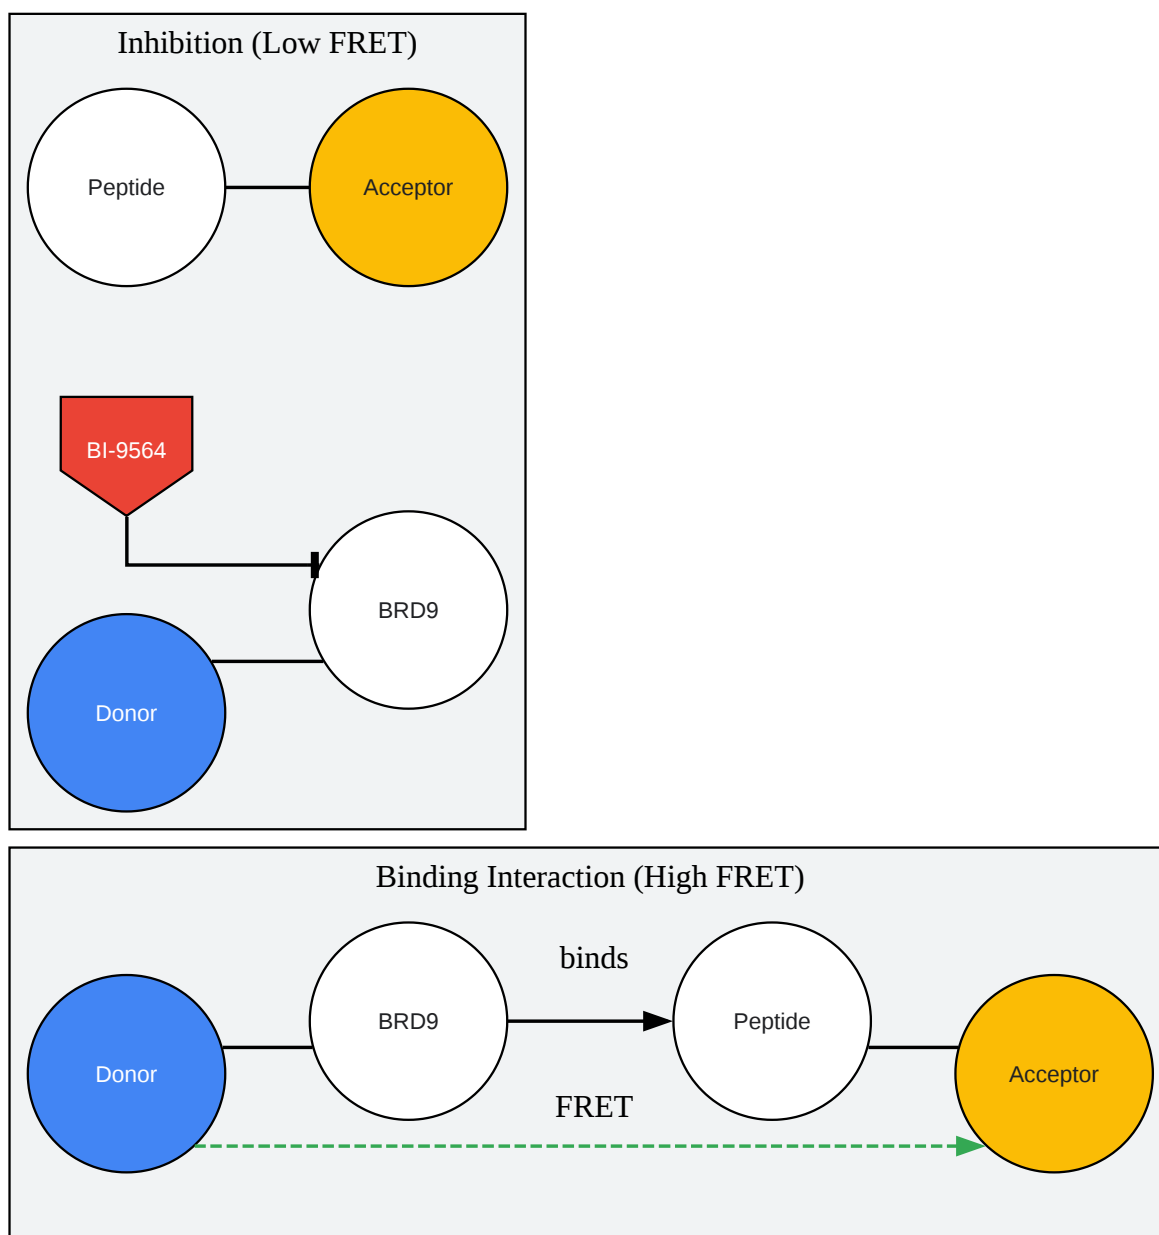 Inhibition (Low FRET)
Peptide
Acceptor
BI-9564
BRD9
Donor
Binding Interaction (High FRET)
binds
BRD9
Peptide
Donor
Acceptor
FRET